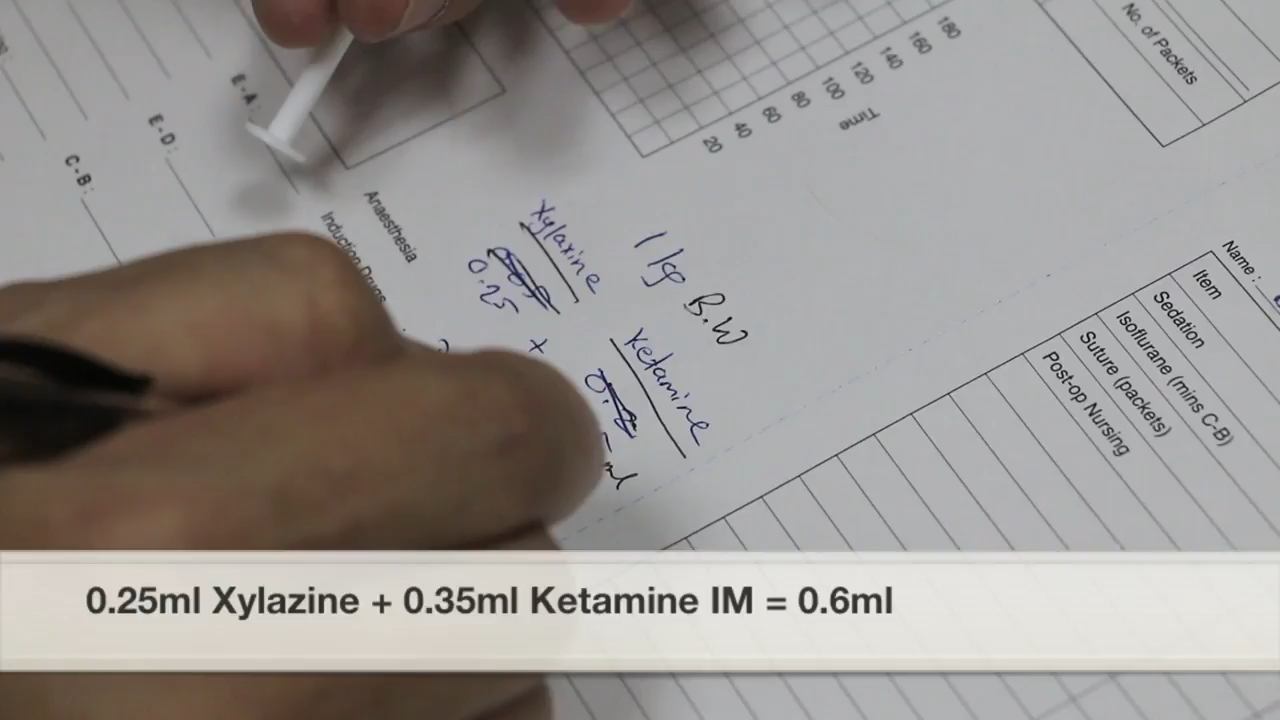 E - A :
E - D :
C - B :
Anaesthesia
Induction Drugs
180
160
140
120
100
80
60
40
20
Time
No. of Packets
1 kg B.W
Xylazine
0.25
+
Ketamine
ml
Name :
Item
Sedation
Isoflurane (mins C-B)
Suture (packets)
Post-op Nursing
0.25ml Xylazine + 0.35ml Ketamine IM = 0.6ml